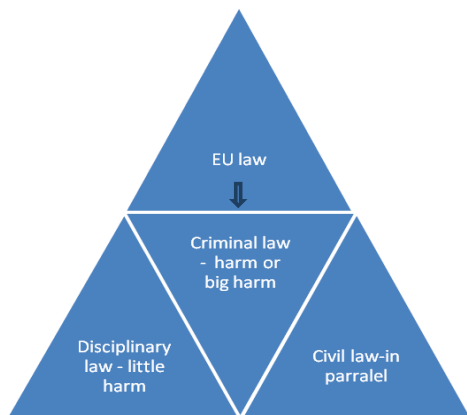 EU law
Criminal law
- harm or
big harm
Disciplinary
law - little
harm
Civil law-in
parralel